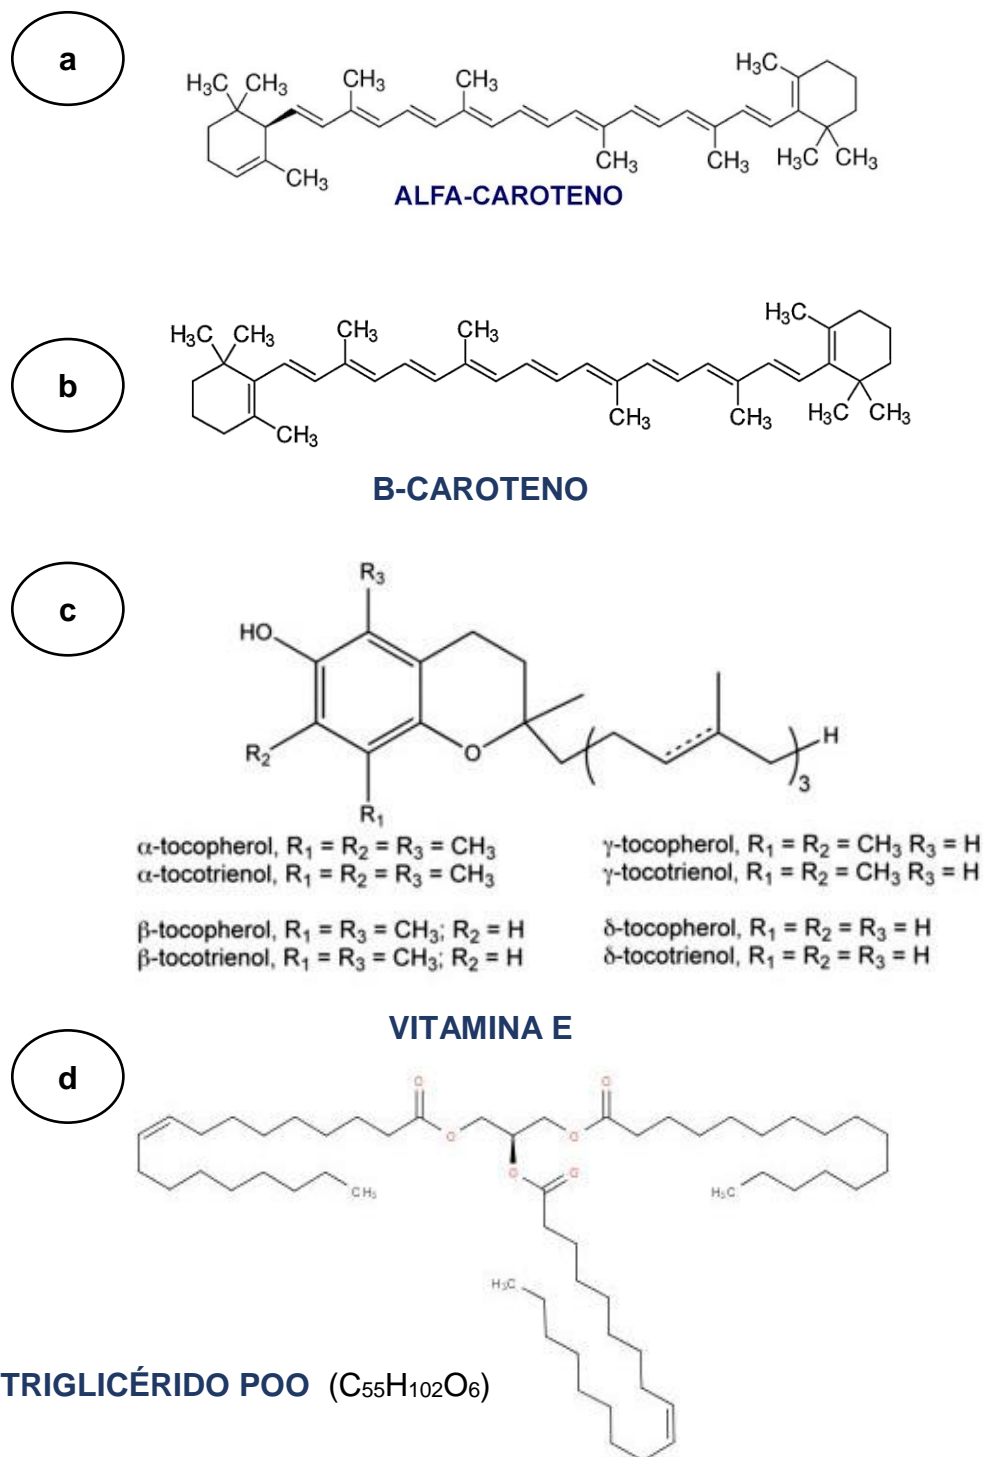 a
H₃C CH₃ CH₃ CH₃ H₃C
CH₃ CH₃ CH₃ H₃C CH₃
ALFA-CAROTENO
b
H₃C CH₃ CH₃ CH₃ H₃C
CH₃ CH₃ CH₃ H₃C CH₃
B-CAROTENO
c
R₃
HO
R₂ O H
3
R₁
α-tocopherol, R₁ = R₂ = R₃ = CH₃
α-tocotrienol, R₁ = R₂ = R₃ = CH₃
γ-tocopherol, R₁ = R₂ = CH₃ R₃ = H
γ-tocotrienol, R₁ = R₂ = CH₃ R₃ = H
β-tocopherol, R₁ = R₃ = CH₃; R₂ = H
β-tocotrienol, R₁ = R₃ = CH₃; R₂ = H
δ-tocopherol, R₁ = R₂ = R₃ = H
δ-tocotrienol, R₁ = R₂ = R₃ = H
VITAMINA E
d
O O
O O
O O
CH₃ H₃C
H₃C
TRIGLICÉRIDO POO (C₅₅H₁₀₂O₆)